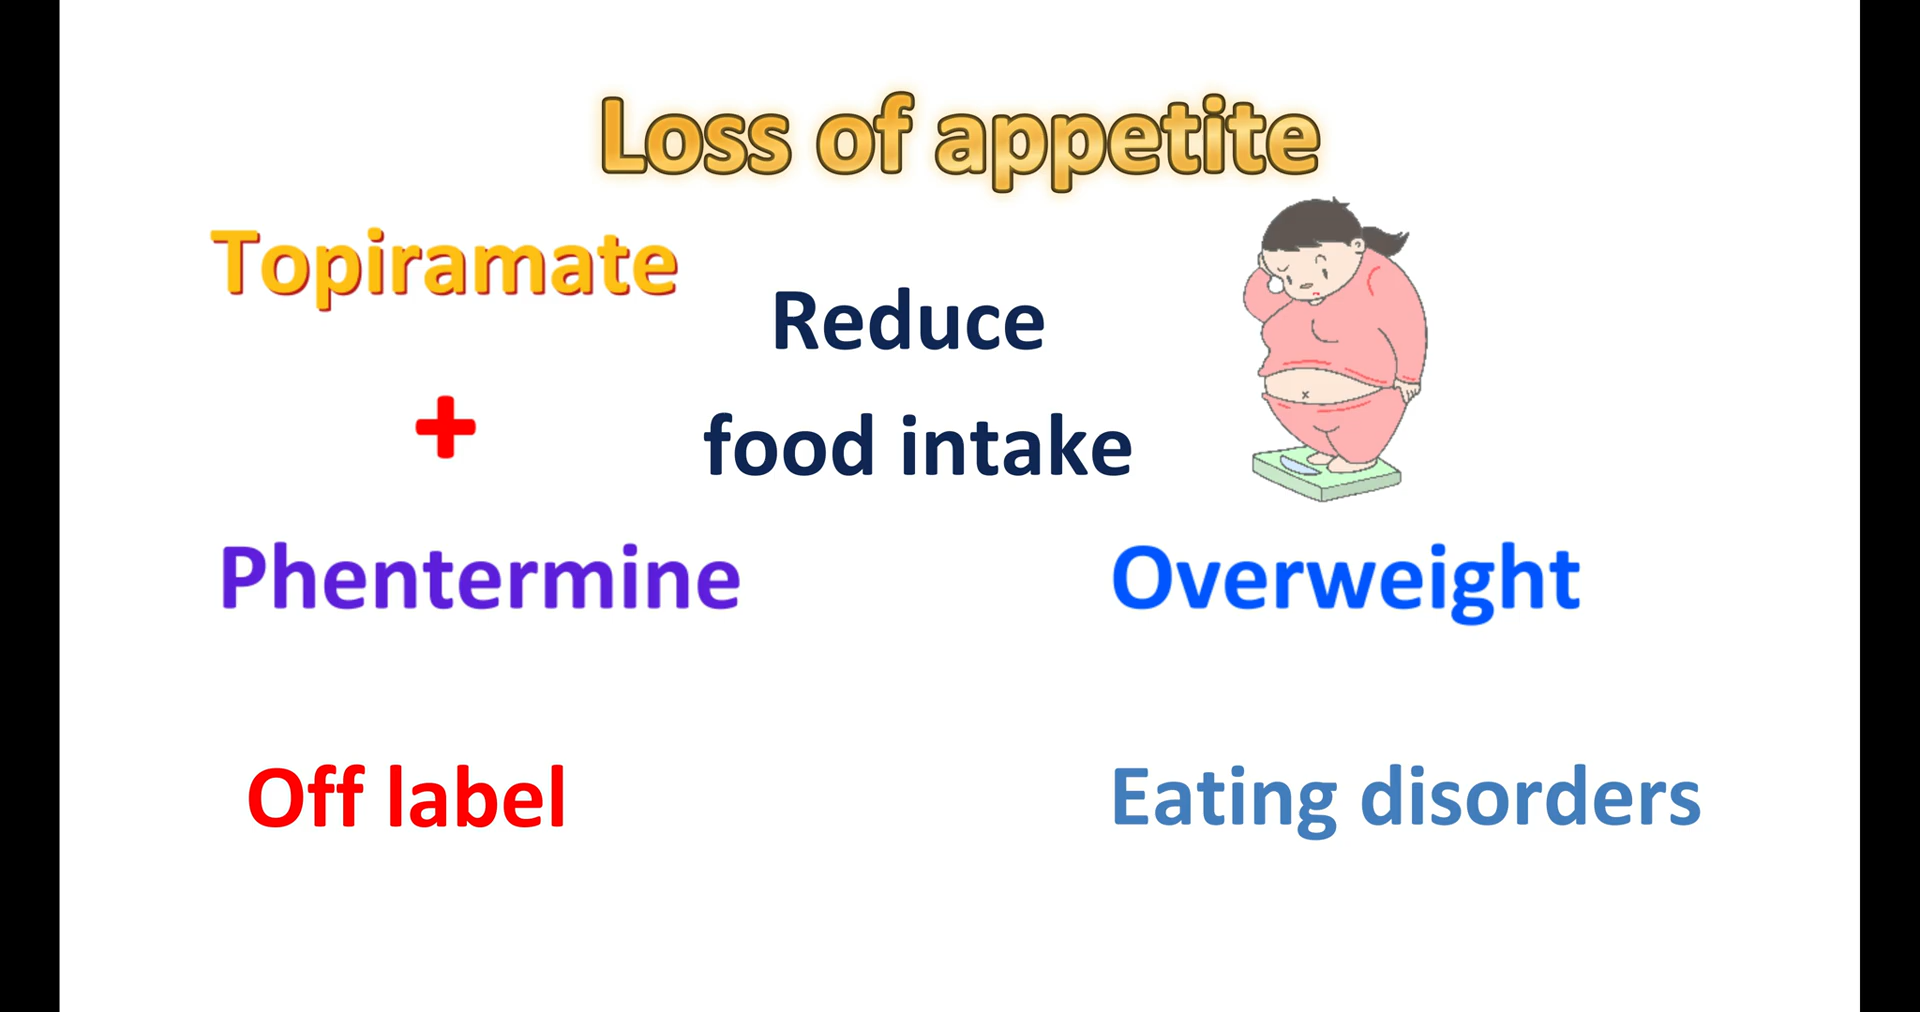 Loss of appetite
Topiramate
Reduce
+
food intake
Phentermine
Overweight
Off label
Eating disorders